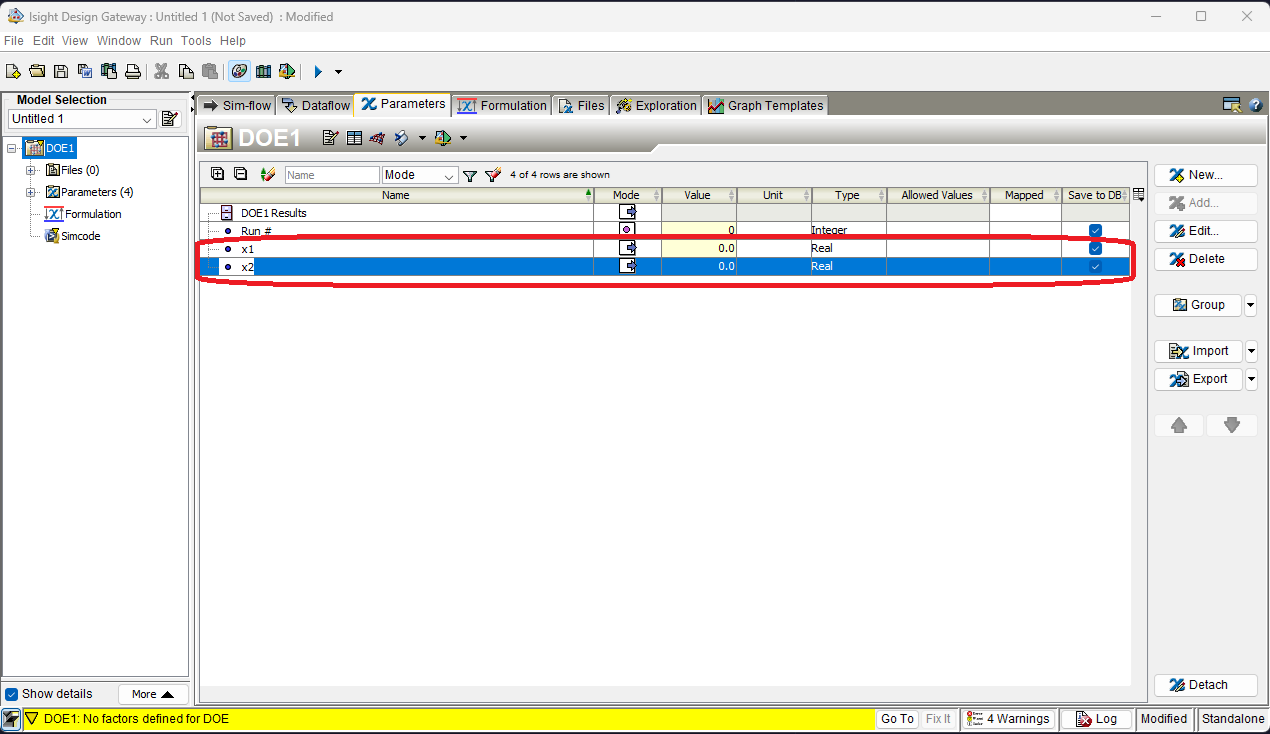 Isight Design Gateway : Untitled 1 (Not Saved)  : Modified
File Edit View Window Run Tools Help
Model Selection
Untitled 1
DOE1
Files (0)
Parameters (4)
Formulation
Simcode
Show details
More
Sim-flow Dataflow Parameters Formulation Files Exploration Graph Templates
DOE1
Name Mode 4 of 4 rows are shown
Name Mode Value Unit Type Allowed Values Mapped Save to DB
DOE1 Results
Run_# 0 Integer
x1 0.0 Real
x2 0.0 Real
New...
Add...
Edit...
Delete
Group
Import
Export
Detach
DOE1: No factors defined for DOE Go To Fix It 4 Warnings Log Modified Standalone